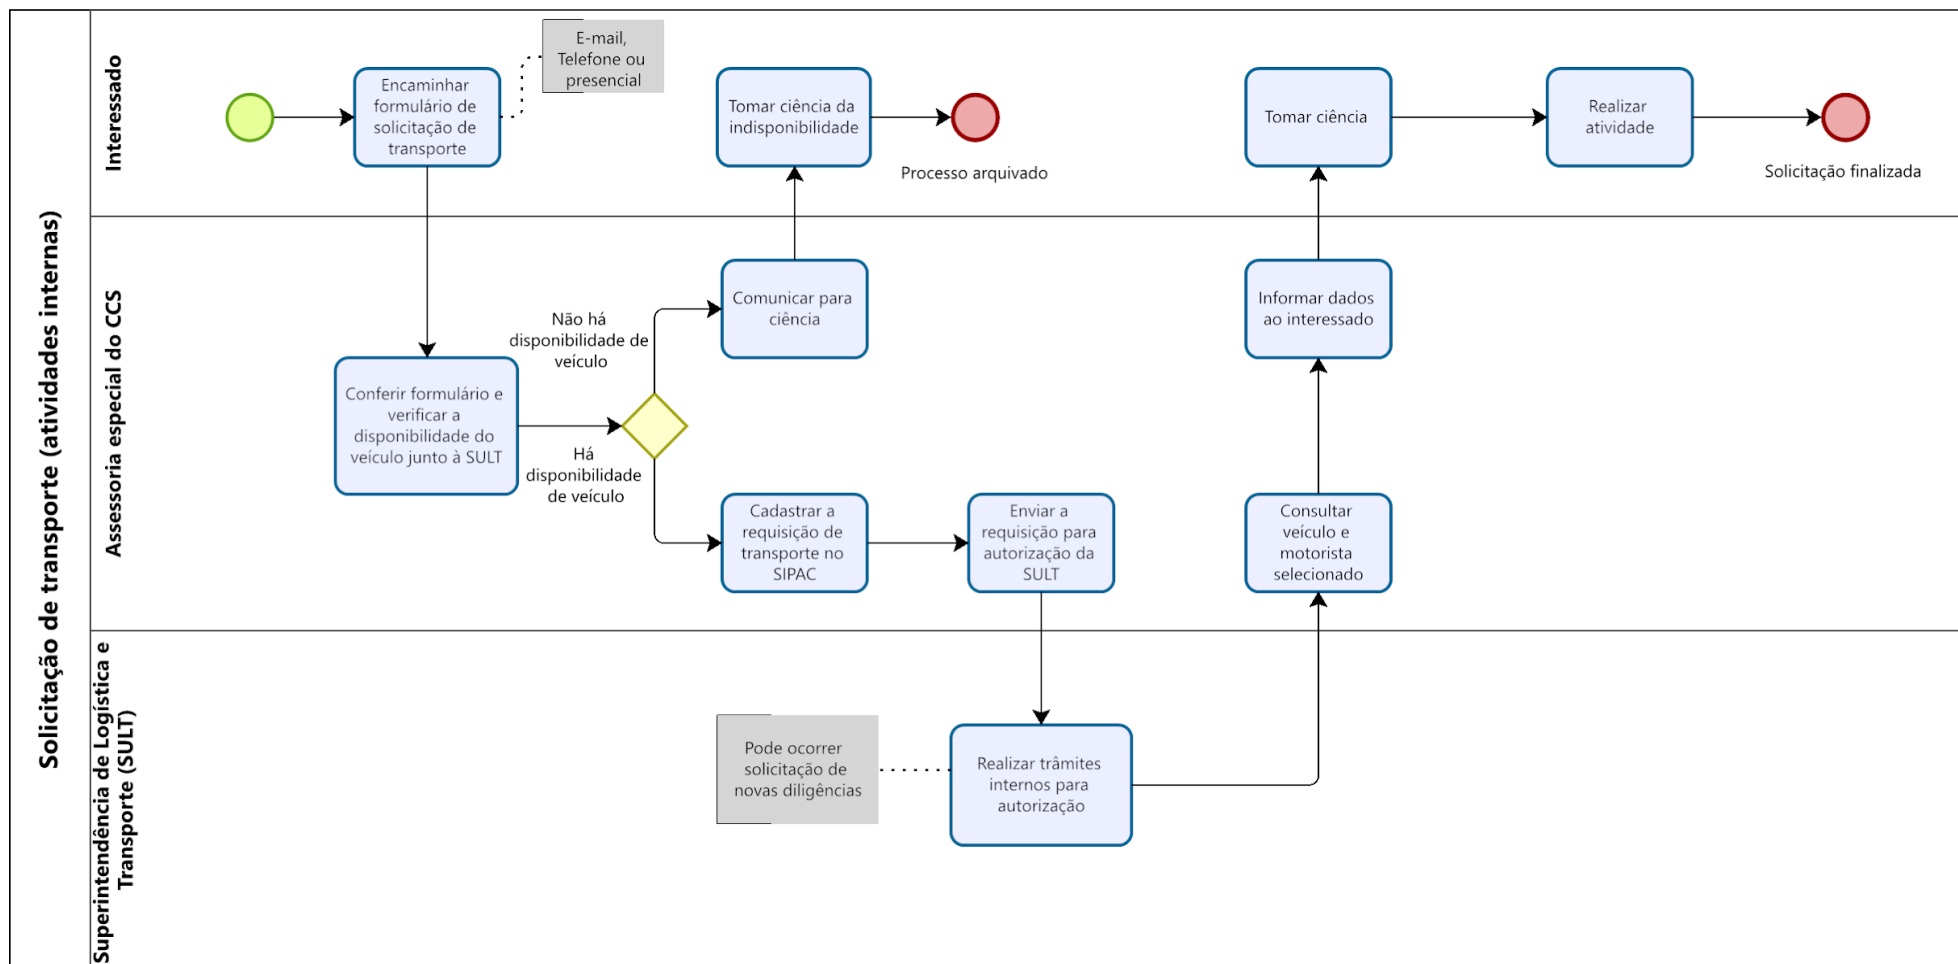 Solicitação de transporte (atividades internas)
Interessado
Encaminhar
formulário de
solicitação de
transporte
E-mail,
Telefone ou
presencial
Tomar ciência da
indisponibilidade
Processo arquivado
Tomar ciência
Realizar
atividade
Solicitação finalizada
Assessoria especial do CCS
Conferir formulário e
verificar a
disponibilidade do
veículo junto à SULT
Não há
disponibilidade de
veículo
Há
disponibilidade
de veículo
Comunicar para
ciência
Cadastrar a
requisição de
transporte no
SIPAC
Enviar a
requisição para
autorização da
SULT
Informar dados
ao interessado
Consultar
veículo e
motorista
selecionado
Superintendência de Logística e
Transporte (SULT)
Pode ocorrer
solicitação de
novas diligências
Realizar trâmites
internos para
autorização